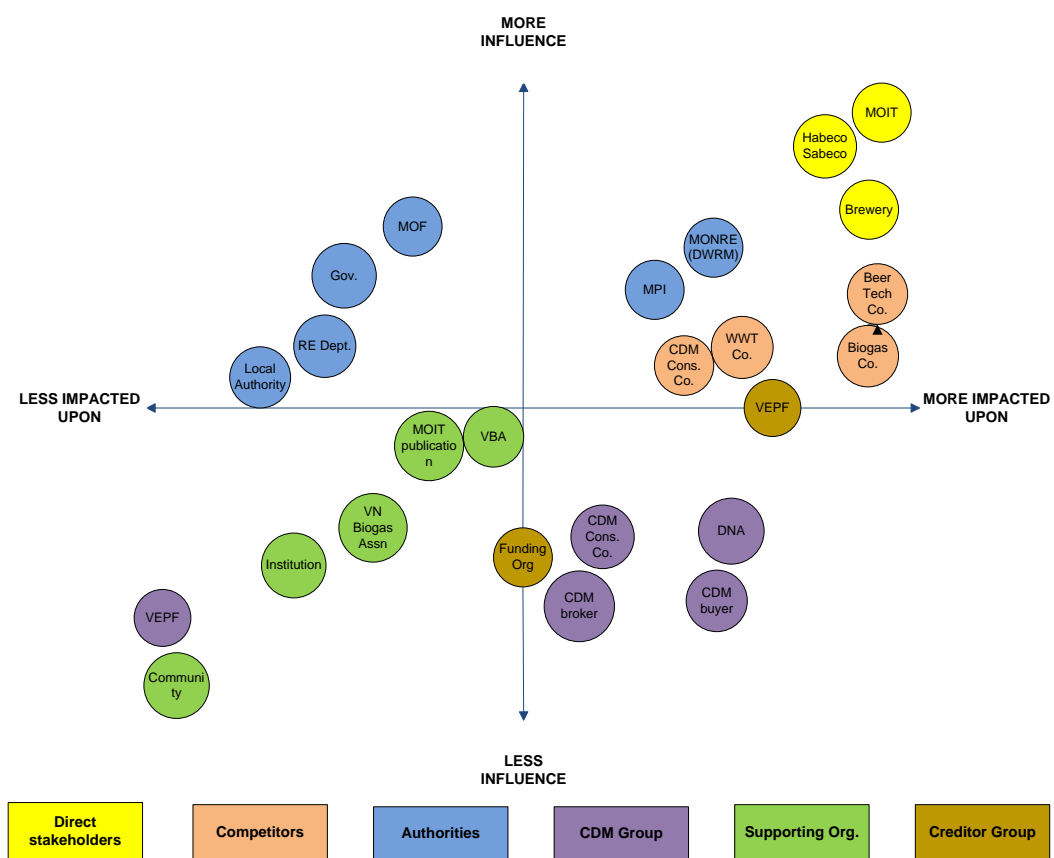 MORE
INFLUENCE
MOIT
Habeco
Sabeco
Brewery
MOF
MONRE
(DWRM)
Gov.
MPI
Beer
Tech
Co.
RE Dept.
WWT
Co.
Biogas
Co.
CDM
Cons.
Co.
Local
Authority
LESS IMPACTED
UPON
MORE IMPACTED
UPON
VEPF
MOIT
publicatio
n
VBA
VN
Biogas
Assn
CDM
Cons.
Co.
DNA
Institution
Funding
Org
CDM
broker
CDM
buyer
VEPF
Communi
ty
LESS
INFLUENCE
Direct
stakeholders
Competitors
Authorities
CDM Group
Supporting Org.
Creditor Group